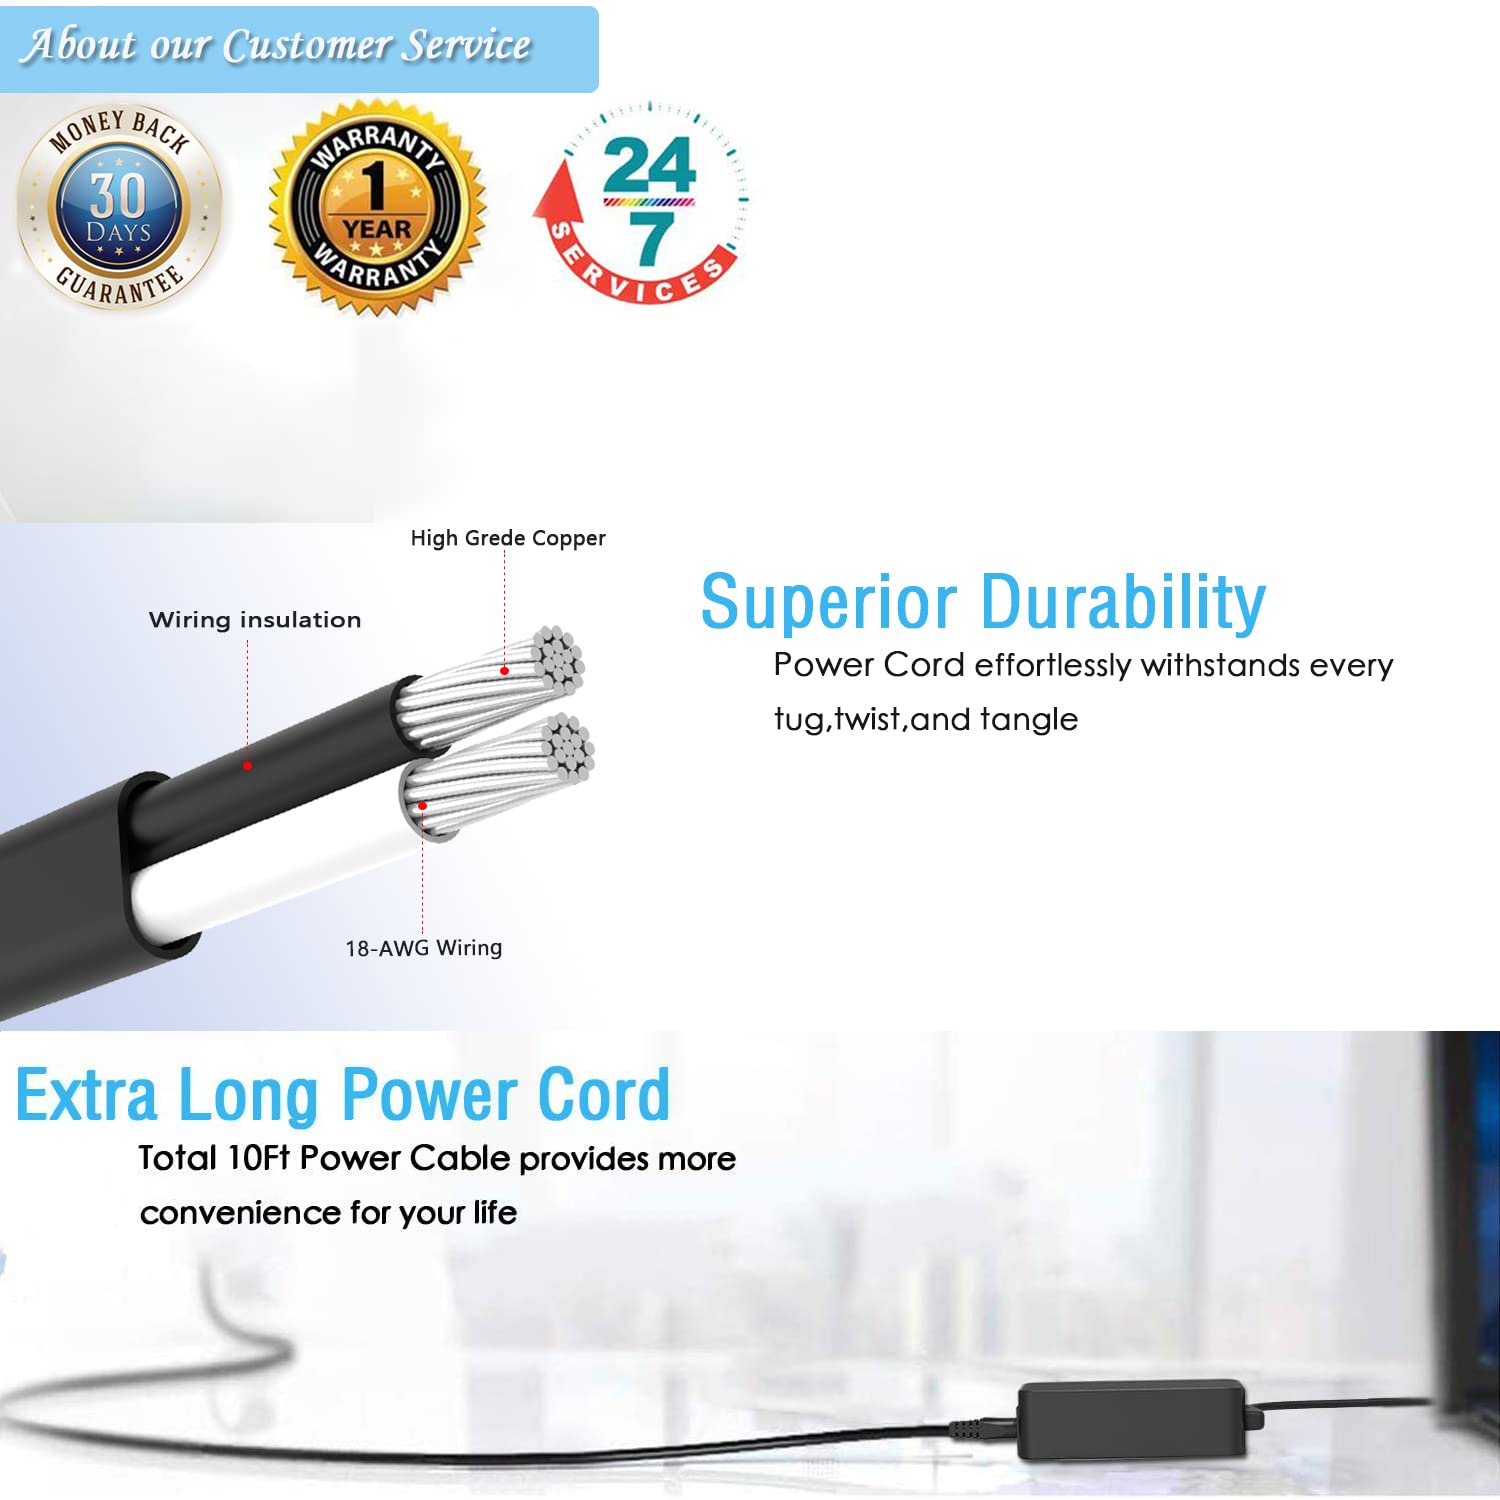 About our Customer Service
MONEY BACK
30
DAYS
GUARANTEE
WARRANTY
1
YEAR
WARRANTY
24
7
SERVICES
High Grede Copper
Wiring insulation
18-AWG Wiring
Superior Durability
Power Cord effortlessly withstands every
tug,twist,and tangle
Extra Long Power Cord
Total 10Ft Power Cable provides more
convenience for your life